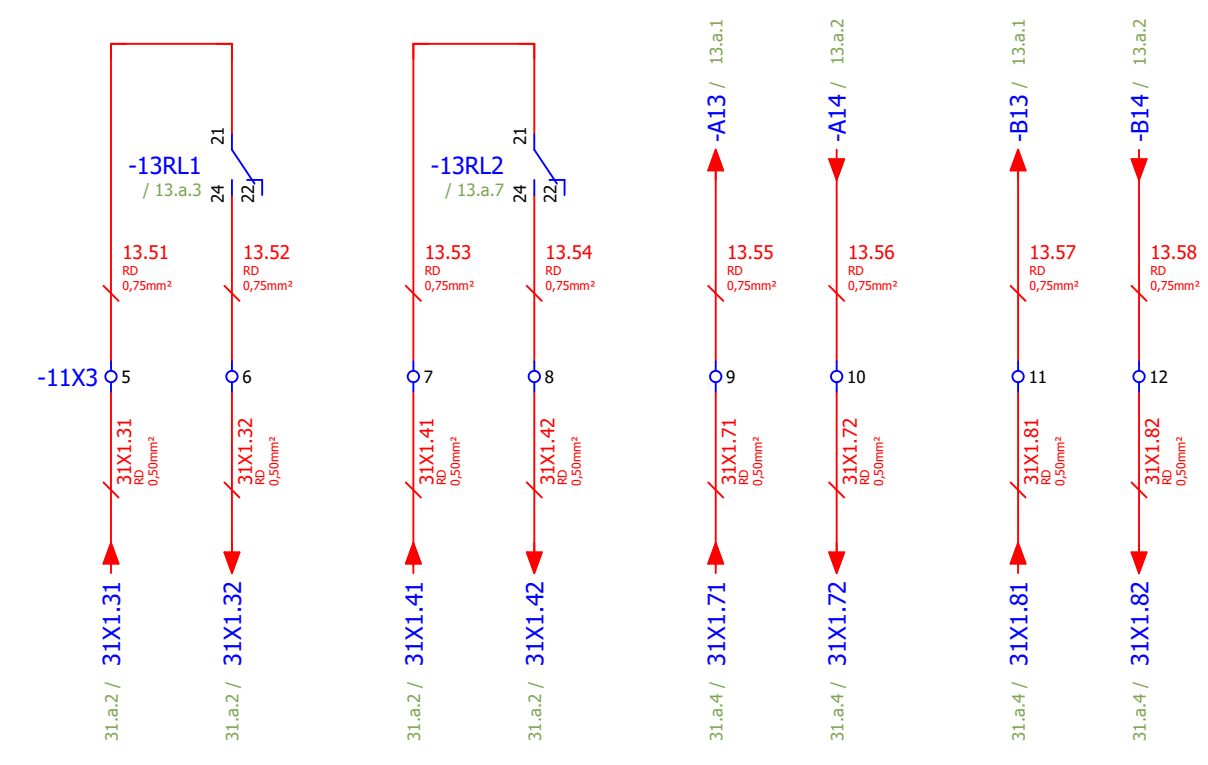 13.a.1
13.a.2
13.a.1
13.a.2
-A13 /
-A14 /
-B13 /
-B14 /
21
21
-13RL1
/ 13.a.3
24
22
-13RL2
/ 13.a.7
24
22
13.51
RD
0,75mm²
13.52
RD
0,75mm²
13.53
RD
0,75mm²
13.54
RD
0,75mm²
13.55
RD
0,75mm²
13.56
RD
0,75mm²
13.57
RD
0,75mm²
13.58
RD
0,75mm²
-11X3
5
6
7
8
9
10
11
12
31X1.31
RD
0,50mm²
31X1.32
RD
0,50mm²
31X1.41
RD
0,50mm²
31X1.42
RD
0,50mm²
31X1.71
RD
0,50mm²
31X1.72
RD
0,50mm²
31X1.81
RD
0,50mm²
31X1.82
RD
0,50mm²
31.a.2 / 31X1.31
31.a.2 / 31X1.32
31.a.2 / 31X1.41
31.a.2 / 31X1.42
31.a.4 / 31X1.71
31.a.4 / 31X1.72
31.a.4 / 31X1.81
31.a.4 / 31X1.82